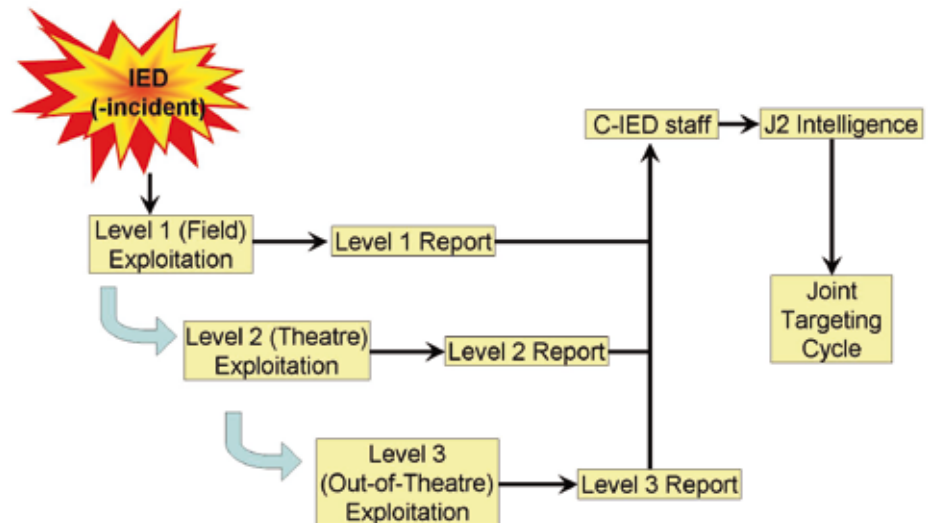 IED
(-incident)
C-IED staff
J2 Intelligence
Level 1 (Field)
Exploitation
Level 1 Report
Joint
Targeting
Cycle
Level 2 (Theatre)
Exploitation
Level 2 Report
Level 3
(Out-of-Theatre)
Exploitation
Level 3 Report